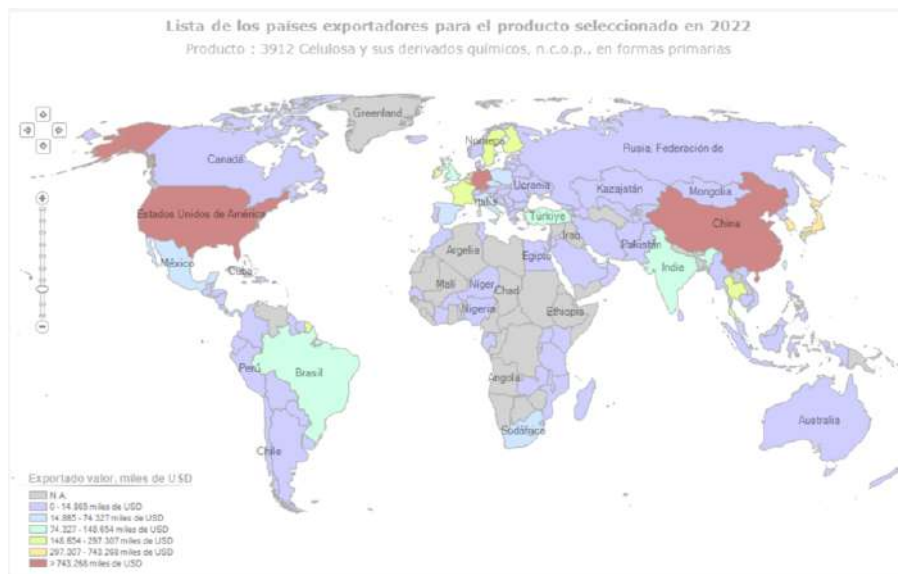 Lista de los países exportadores para el producto seleccionado en 2022
Producto : 3912 Celulosa y sus derivados químicos, n.c.o.p., en formas primarias
Greenland
Noruega
Canadá
Rusia, Federación de
Ucrania
Kazajstán
Mongolia
Italia
Estados Unidos de América
Türkiye
China
Iraq
Pakistán
México
Cuba
Argelia
Egipto
India
Malí
Níger
Chad
Nigeria
Ethiopia
Perú
Brasil
Angola
Sudáfrica
Australia
Chile
Exportado valor, miles de USD
N.A.
0 - 14.865 miles de USD
14.865 - 74.327 miles de USD
74.327 - 148.654 miles de USD
148.654 - 297.307 miles de USD
297.307 - 743.268 miles de USD
> 743.268 miles de USD